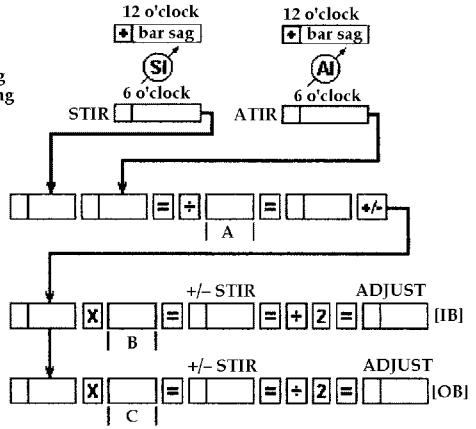 12 o'clock 12 o'clock
+ bar sag + bar sag
g
SI AI
ng
6 o'clock 6 o'clock
STIR ATIR
= ÷ = +/-
A
+/– STIR ADJUST
X = = ÷ 2 = [IB]
B
+/– STIR ADJUST
X = = ÷ 2 = [OB]
C